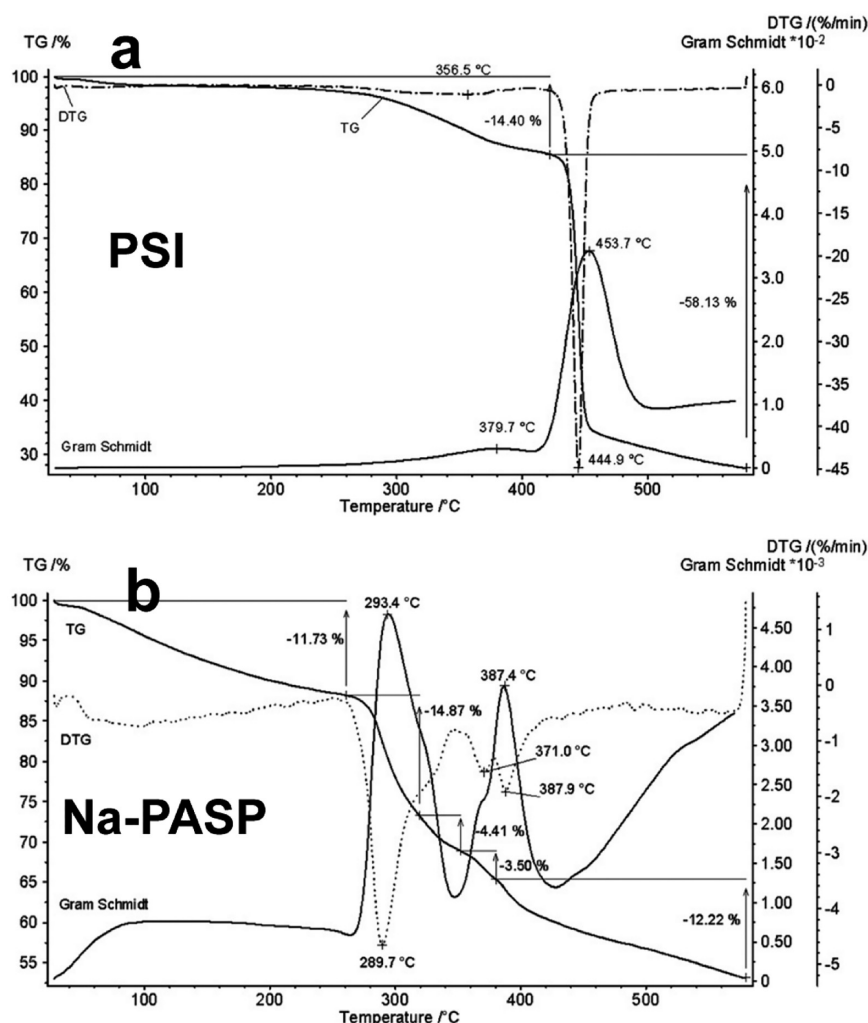 a
TG /%
DTG /(%/min)
Gram Schmidt *10-2
100
90
80
70
60
50
40
30
6.0
5.0
4.0
3.0
2.0
1.0
0
0
-5
-10
-15
-20
-25
-30
-35
-40
-45
356.5 °C
DTG
TG
-14.40 %
PSI
453.7 °C
-58.13 %
379.7 °C
Gram Schmidt
444.9 °C
100 200 300 400 500
Temperature /°C
b
TG /%
DTG /(%/min)
Gram Schmidt *10-3
100
95
90
85
80
75
70
65
60
55
4.50
4.00
3.50
3.00
2.50
2.00
1.50
1.00
0.50
0
1
0
-1
-2
-3
-4
-5
293.4 °C
TG
-11.73 %
387.4 °C
-14.87 %
DTG
371.0 °C
387.9 °C
Na-PASP
-4.41 %
-3.50 %
Gram Schmidt
-12.22 %
289.7 °C
100 200 300 400 500
Temperature /°C